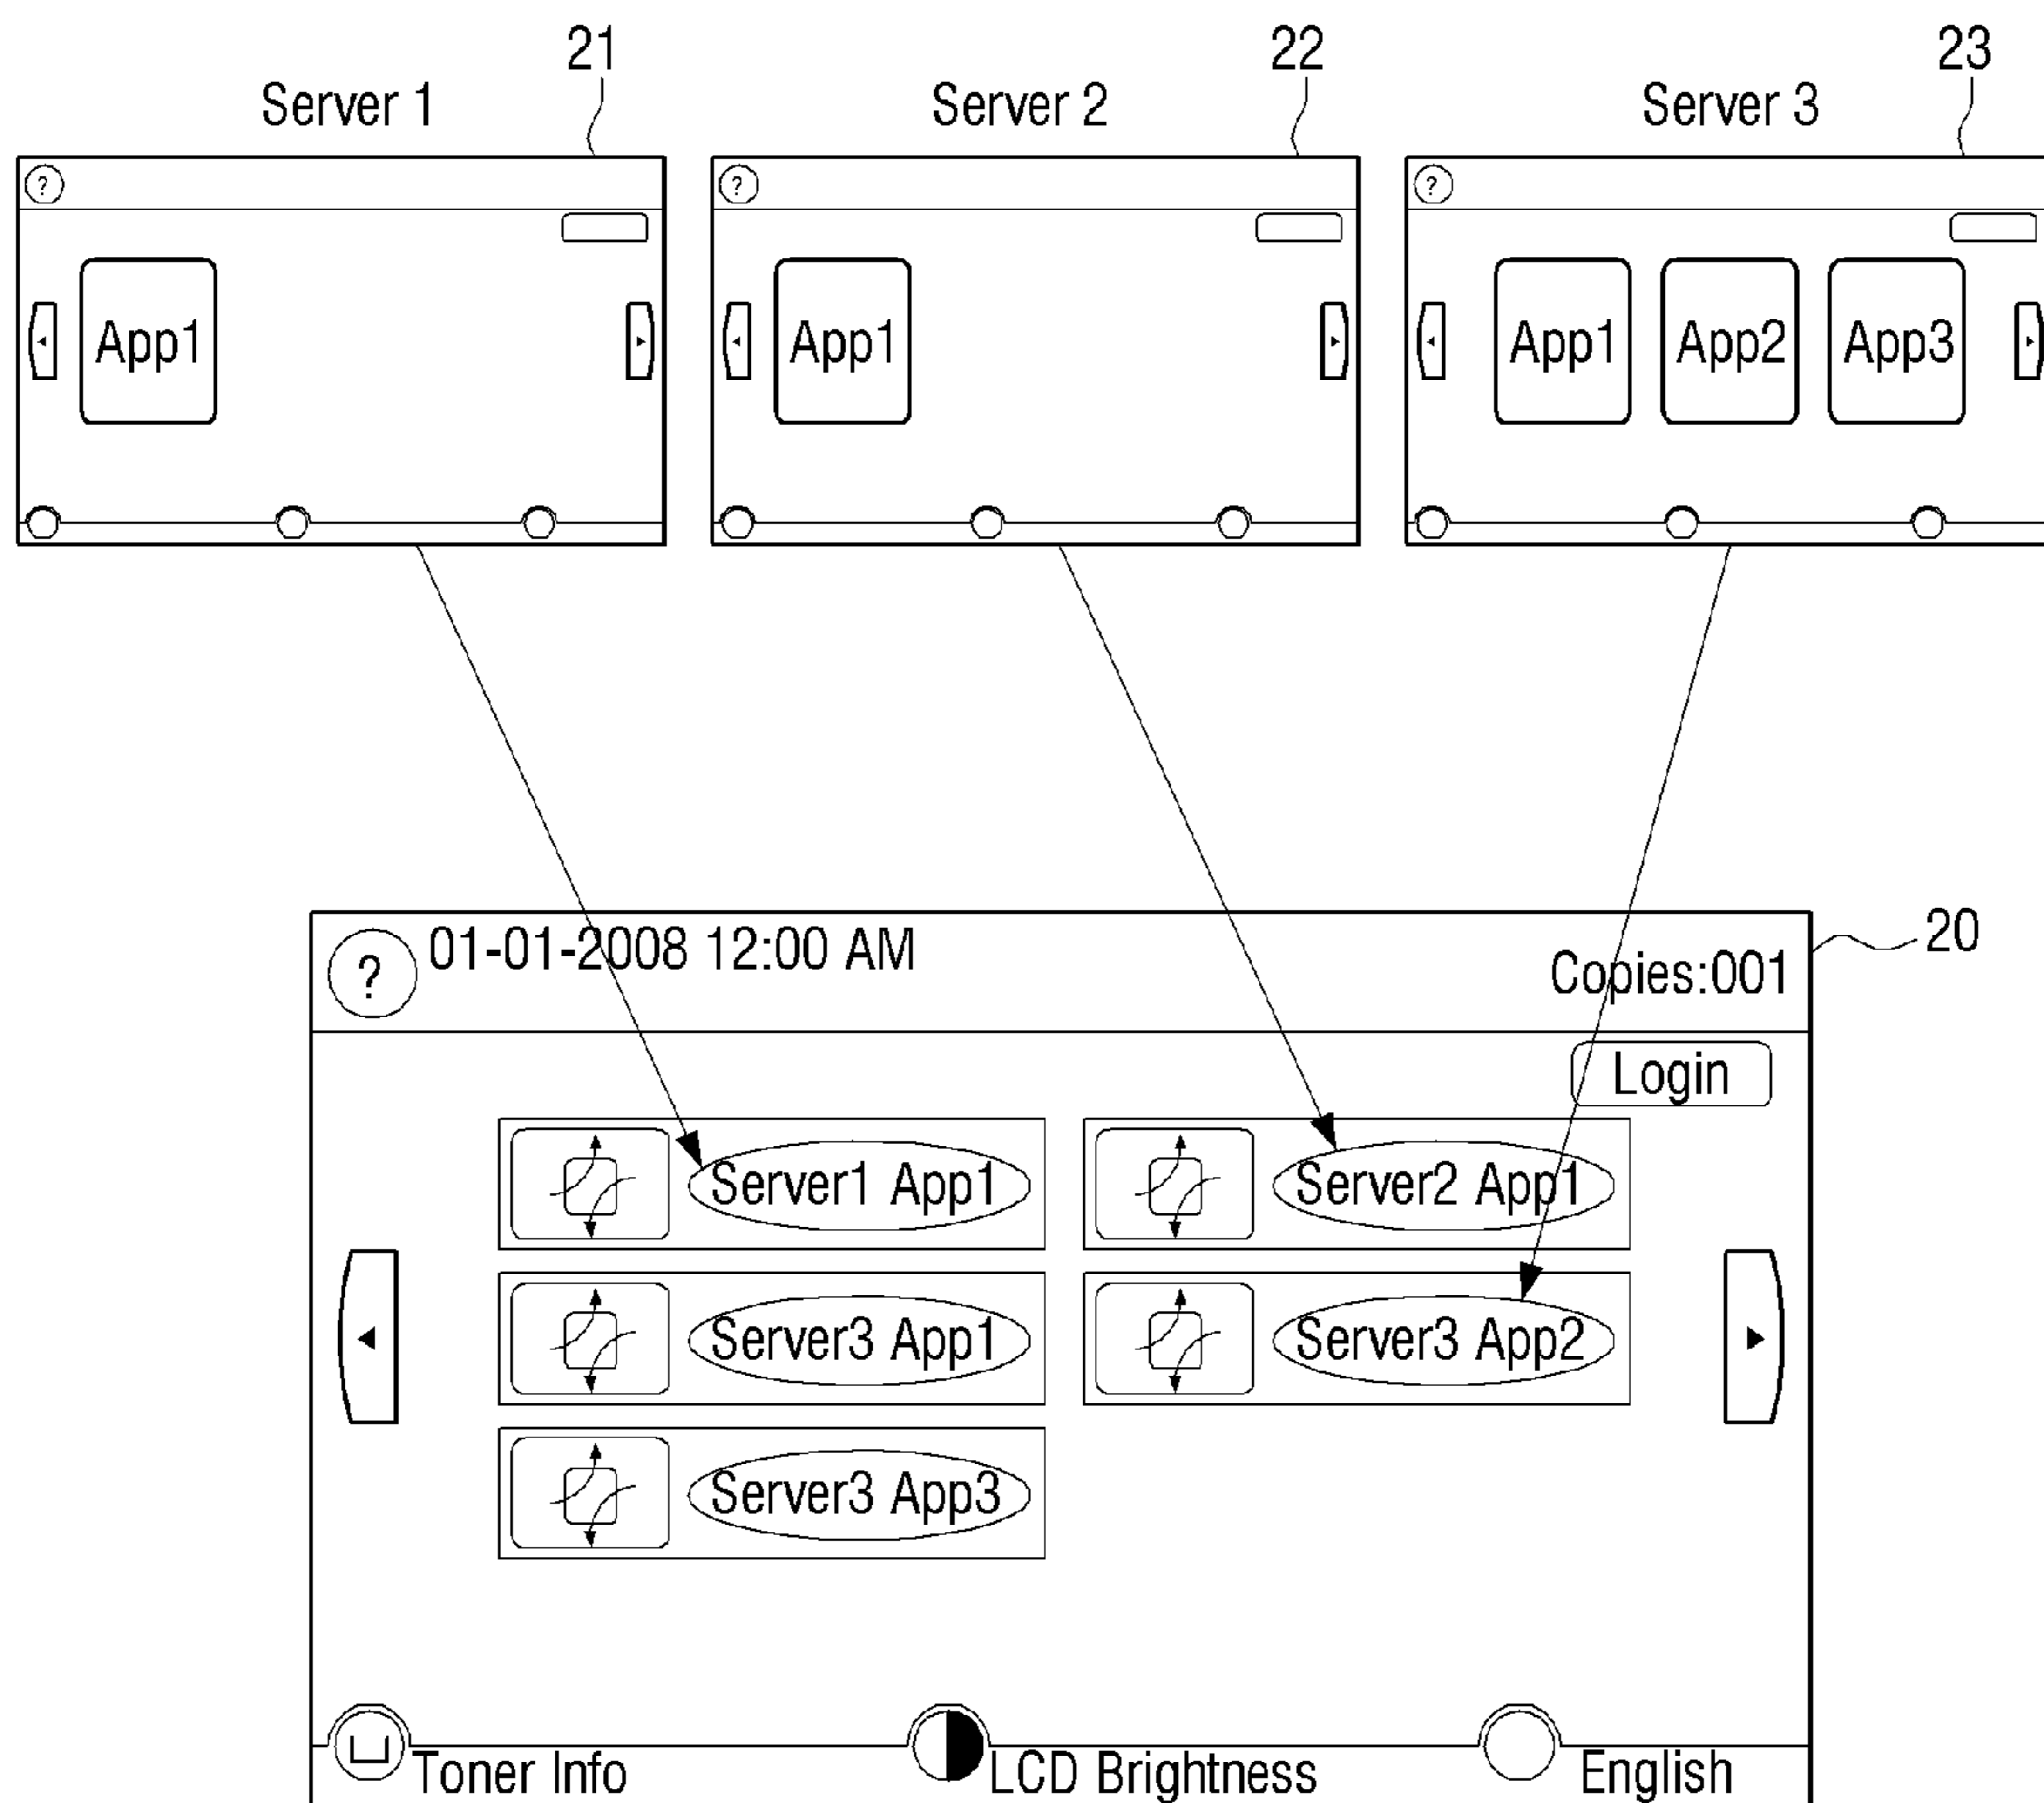 21
22
23
Server 1
Server 2
Server 3
?
?
?
App1
App1
App1
App2
App3
20
?
01-01-2008 12:00 AM
Copies:001
Login
Server1 App1
Server2 App1
Server3 App1
Server3 App2
Server3 App3
Toner Info
LCD Brightness
English